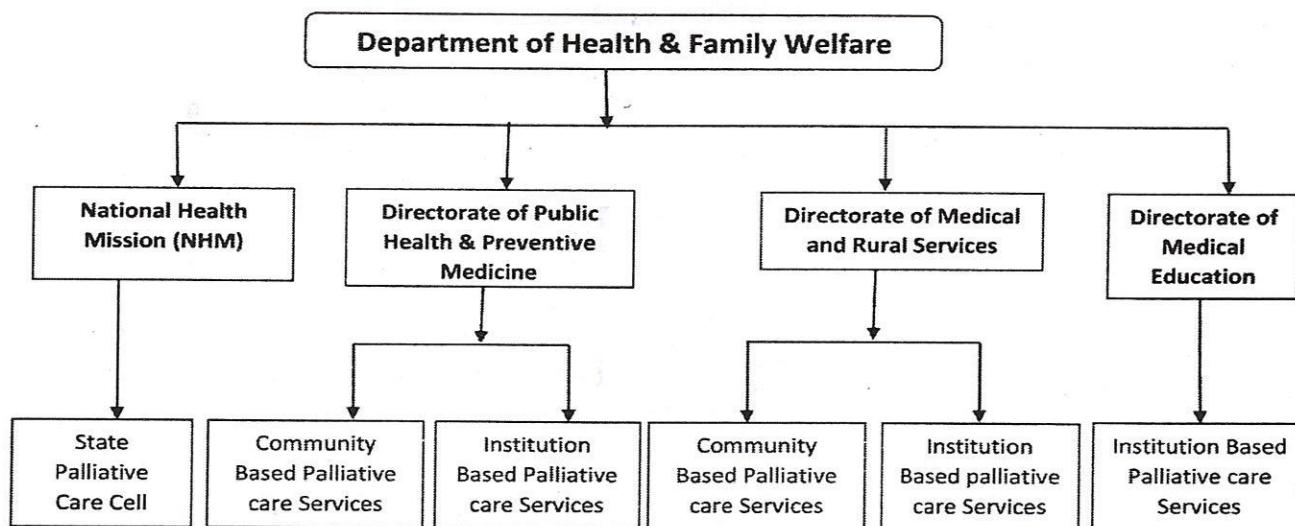 Department of Health & Family Welfare
National Health
Mission (NHM)
Directorate of Public
Health & Preventive
Medicine
Directorate of Medical
and Rural Services
Directorate of
Medical
Education
State
Palliative
Care Cell
Community
Based Palliative
care Services
Institution
Based Palliative
care Services
Community
Based Palliative
care Services
Institution
Based palliative
care Services
Institution Based
Palliative care
Services